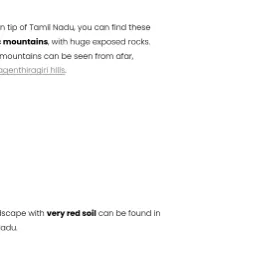 n tip of Tamil Nadu, you can find these
mountains, with huge exposed rocks.
mountains can be seen from afar,
agenthiragiri hills.
dscape with very red soil can be found in
adu.